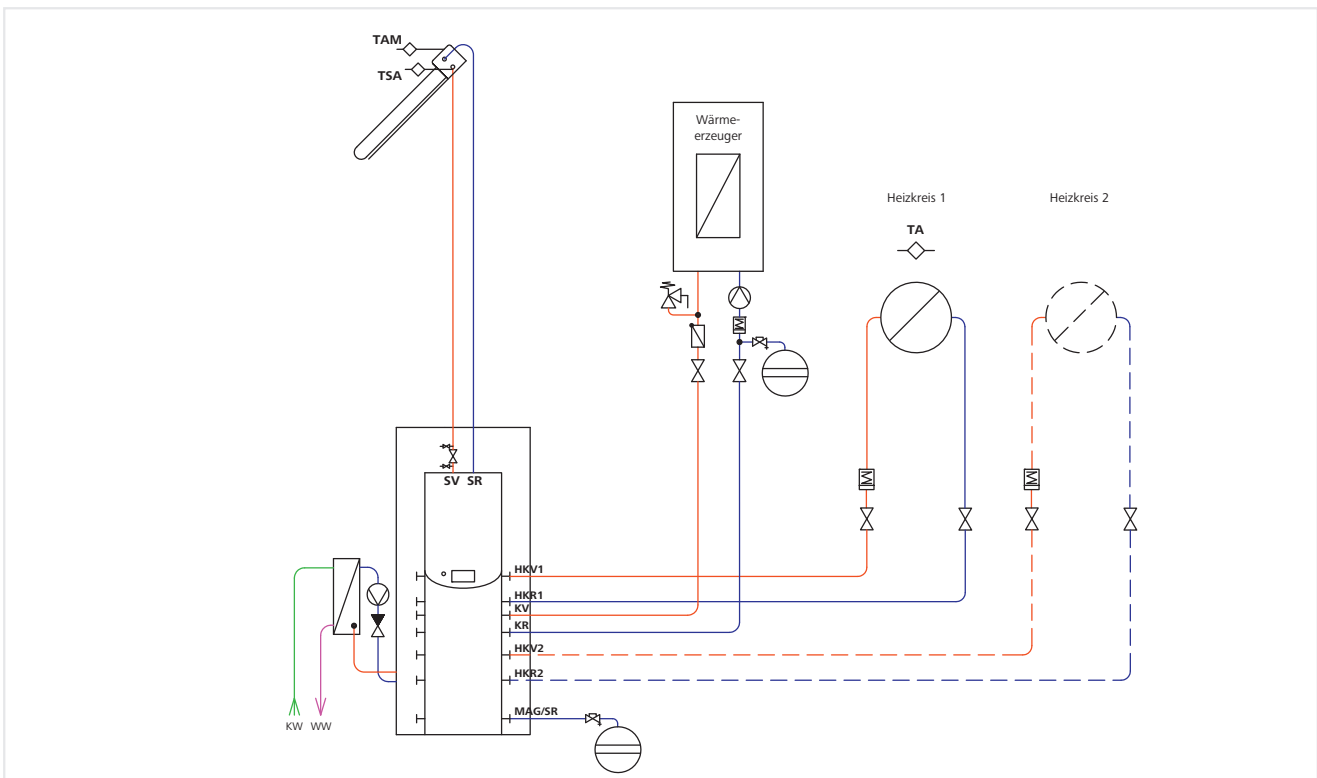 TAM
TSA
Wärme-
erzeuger
Heizkreis 1
Heizkreis 2
TA
SV SR
HKV1
HKR1
KV
KR
HKV2
HKR2
MAG/SR
KW WW